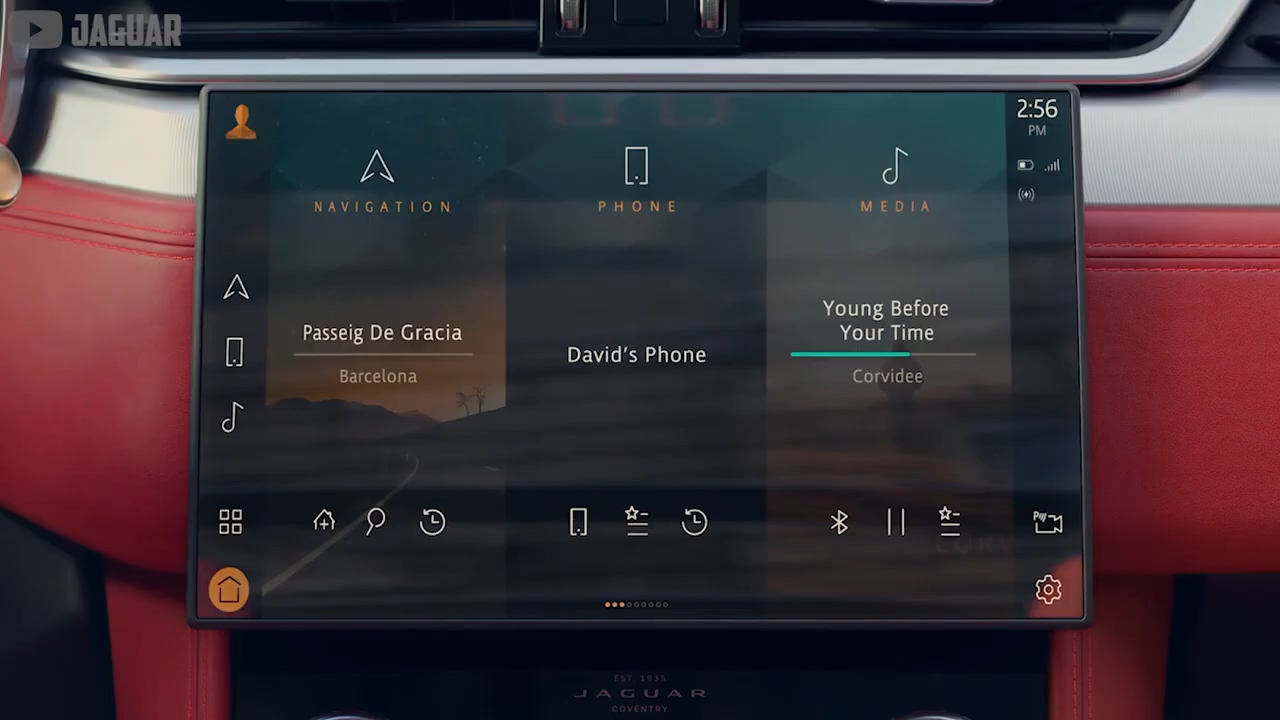 JAGUAR
2:56
PM
NAVIGATION
PHONE
MEDIA
Passeig De Gracia
Barcelona
David's Phone
Young Before
Your Time
Corvidee
EST. 1935
JAGUAR
COVENTRY